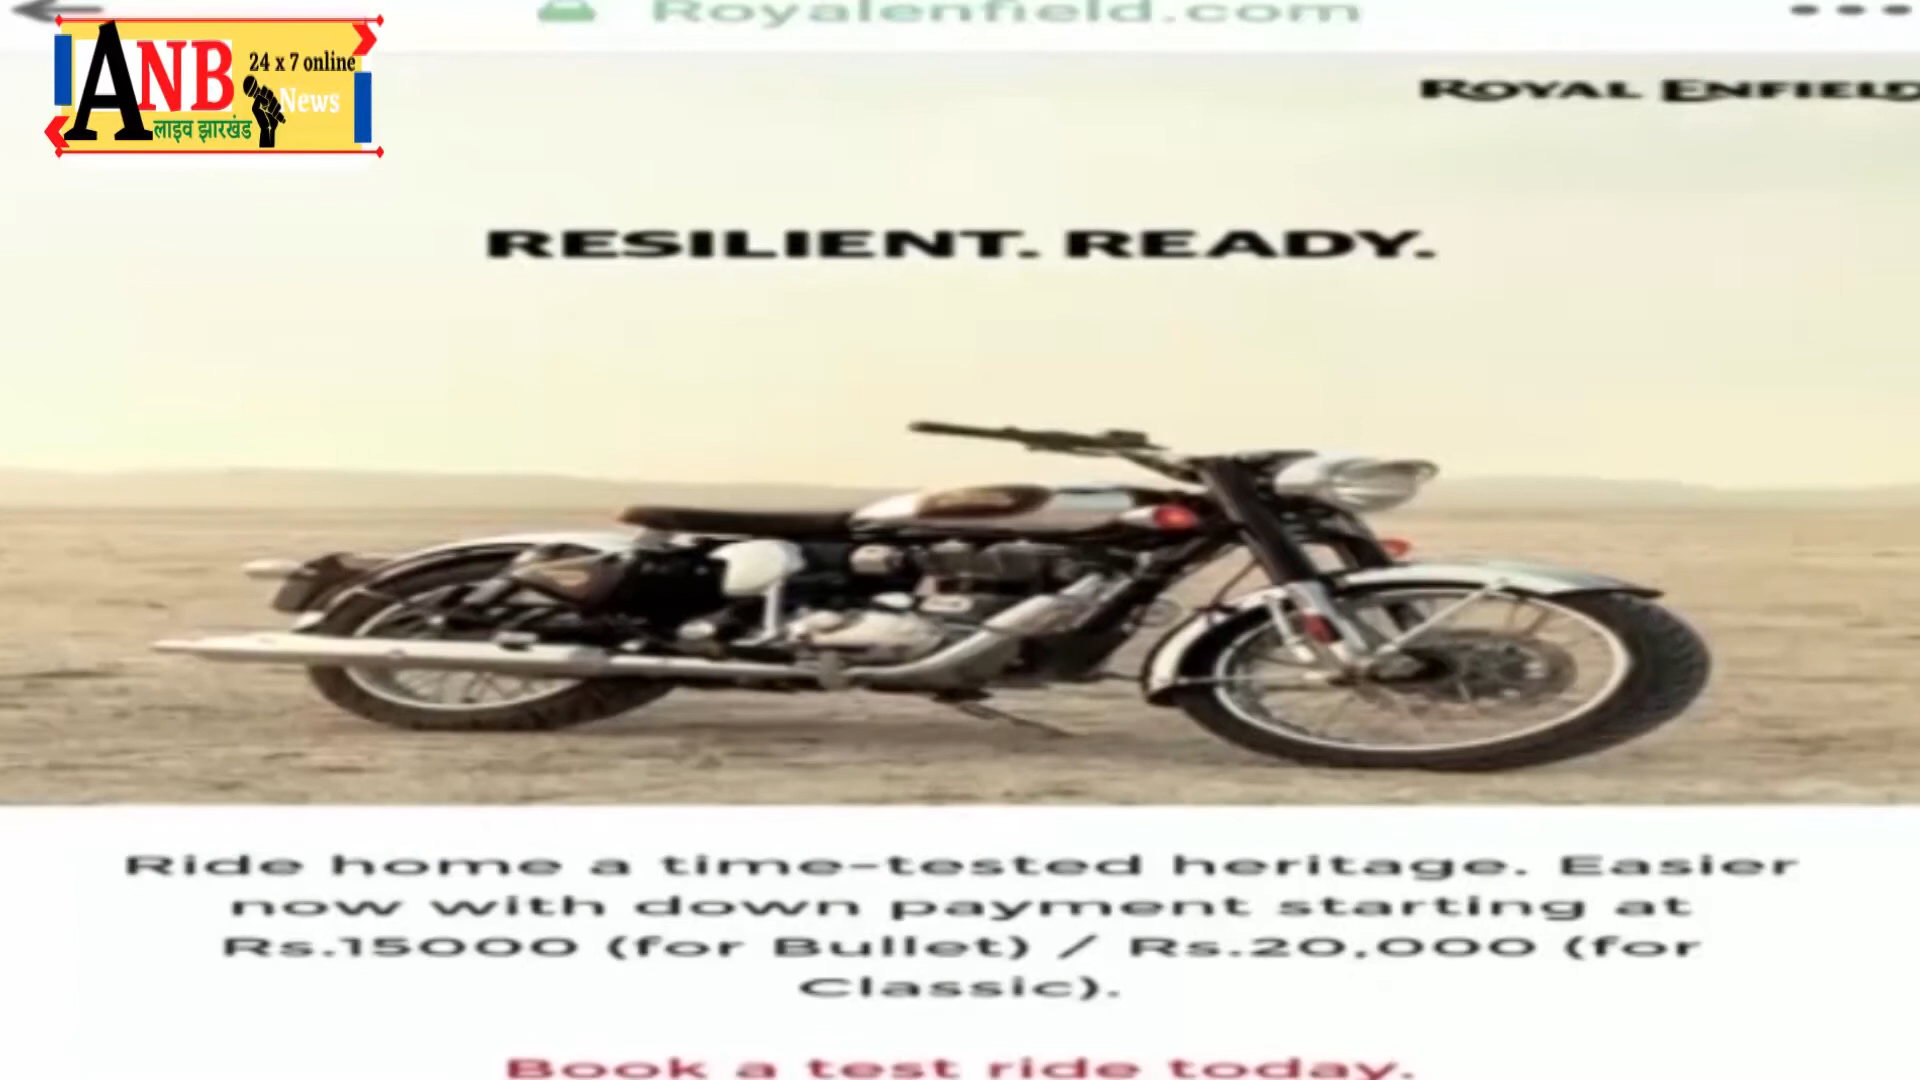 Royalenfield.com
ANB
24 x 7 online
News
लाइव झारखंड
ROYAL ENFIELD
RESILIENT. READY.
Ride home a time-tested heritage. Easier
now with down payment starting at
Rs.15000 (for Bullet) / Rs.20,000 (for
Classic).
Book a test ride today.